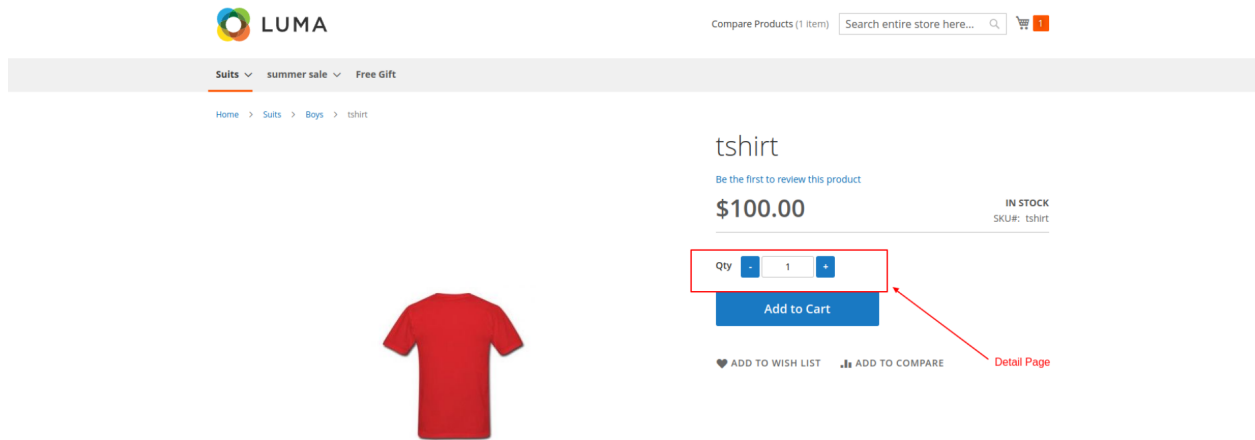 LUMA
Compare Products (1 item) Search entire store here... 1
Suits summer sale Free Gift
Home > Suits > Boys > tshirt
tshirt
Be the first to review this product
$100.00 IN STOCK
SKU#: tshirt
Qty - 1 +
Add to Cart
ADD TO WISH LIST ADD TO COMPARE Detail Page